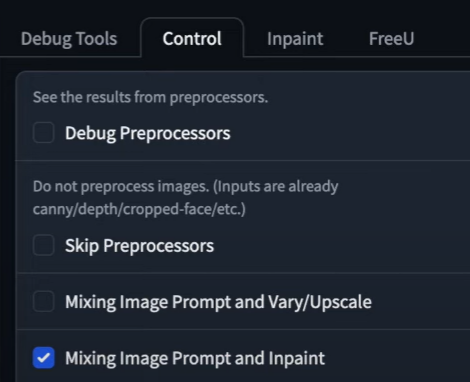 Debug Tools Control Inpaint FreeU
See the results from preprocessors.
Debug Preprocessors
Do not preprocess images. (Inputs are already
canny/depth/cropped-face/etc.)
Skip Preprocessors
Mixing Image Prompt and Vary/Upscale
Mixing Image Prompt and Inpaint